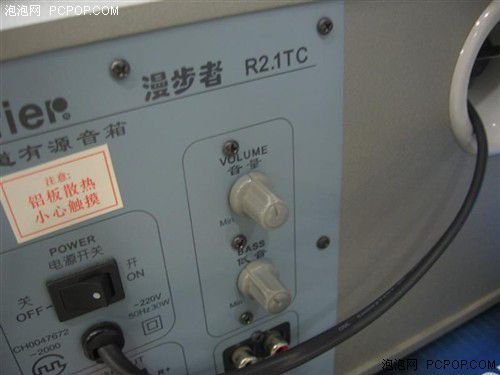 泡泡网 PCPOM.COM
ier®
漫步者 R2.1TC
道有源音箱
注意:
铝板散热
小心触摸
VOLUME
音量
Min
POWER
电源开关
关
OFF
开
ON
BASS
低音
Min
~220V
50Hz 30W
CH0047672
-2000
R+
泡泡网 PCPOP.COM